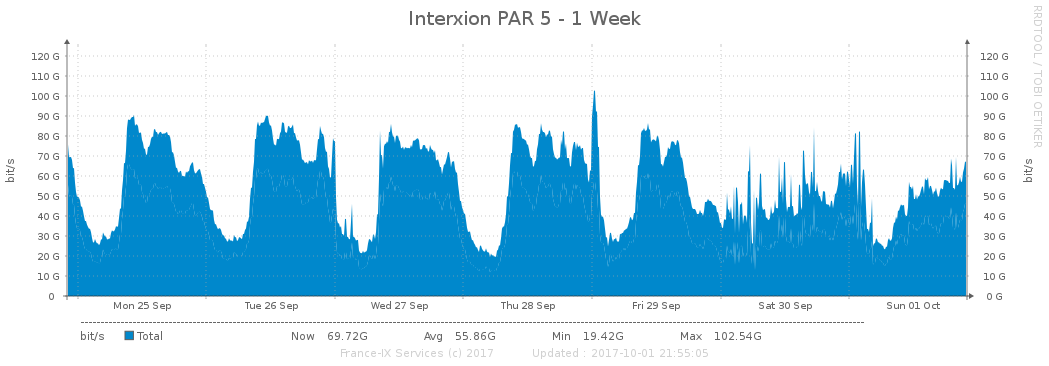 Interxion PAR 5 - 1 Week
RRDTOOL / TOBI OETIKER
bit/s
bit/s
120 G 120 G
110 G 110 G
100 G 100 G
90 G 90 G
80 G 80 G
70 G 70 G
60 G 60 G
50 G 50 G
40 G 40 G
30 G 30 G
20 G 20 G
10 G 10 G
0 0 G
Mon 25 Sep Tue 26 Sep Wed 27 Sep Thu 28 Sep Fri 29 Sep Sat 30 Sep Sun 01 Oct
bit/s Total Now 69.72G Avg 55.86G Min 19.42G Max 102.54G
France-IX Services (c) 2017 Updated : 2017-10-01 21:55:05